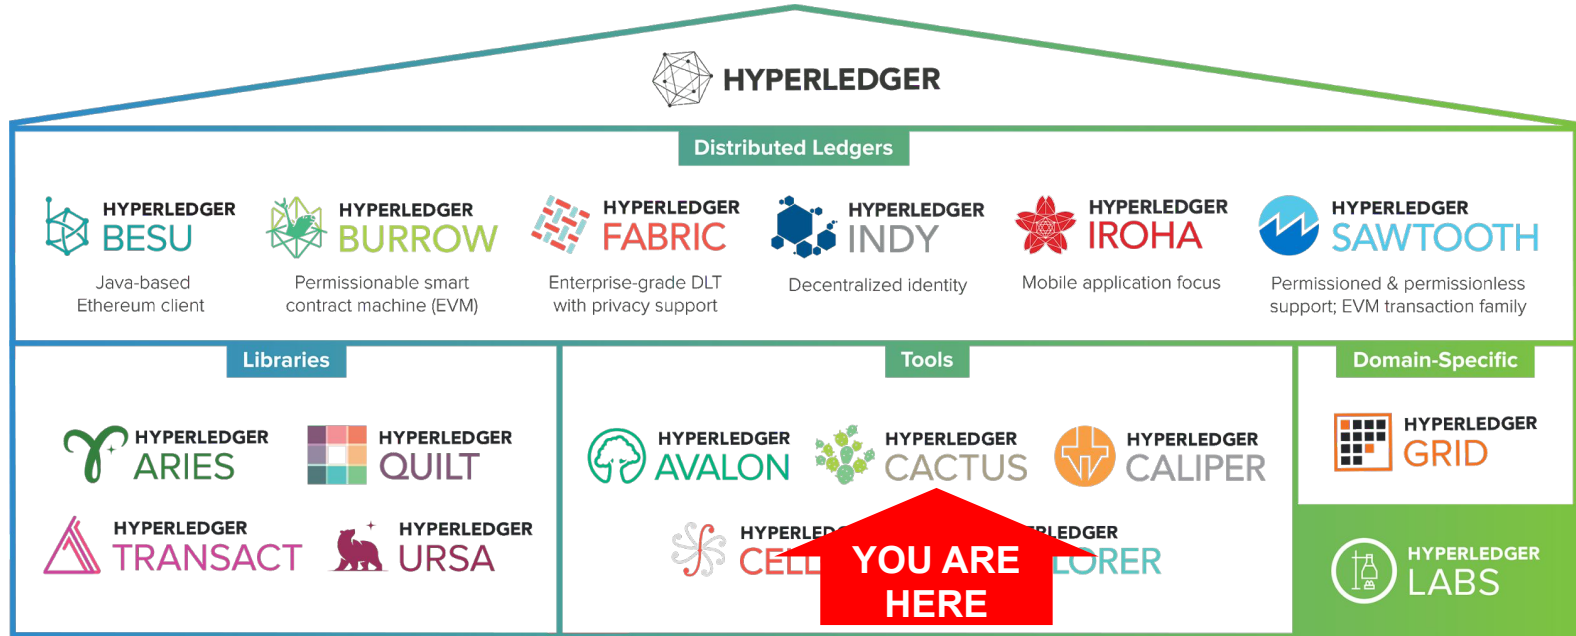 HYPERLEDGER
Distributed Ledgers
HYPERLEDGER
BESU
Java-based
Ethereum client
HYPERLEDGER
BURROW
Permissionable smart
contract machine (EVM)
HYPERLEDGER
FABRIC
Enterprise-grade DLT
with privacy support
HYPERLEDGER
INDY
Decentralized identity
HYPERLEDGER
IROHA
Mobile application focus
HYPERLEDGER
SAWTOOTH
Permissioned & permissionless
support; EVM transaction family
Libraries
HYPERLEDGER
ARIES
HYPERLEDGER
QUILT
HYPERLEDGER
TRANSACT
HYPERLEDGER
URSA
Tools
HYPERLEDGER
AVALON
HYPERLEDGER
CACTUS
HYPERLEDGER
CALIPER
YOU ARE
HERE
Domain-Specific
HYPERLEDGER
GRID
HYPERLEDGER
LABS